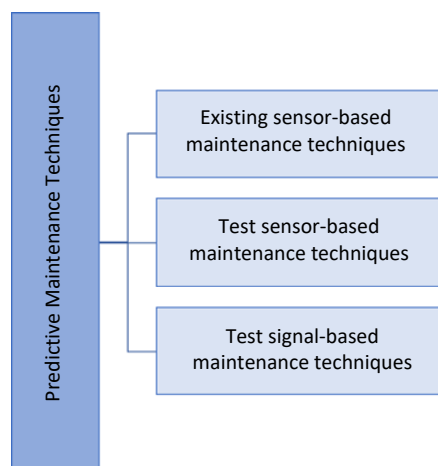 Predictive Maintenance Techniques
Existing sensor-based
maintenance techniques
Test sensor-based
maintenance techniques
Test signal-based
maintenance techniques